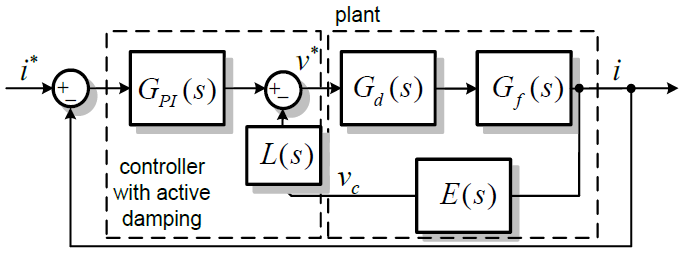 plant
i*
+
−
G_PI(s)
+
−
v*
G_d(s)
G_f(s)
i
controller
with active
damping
L(s)
v_c
E(s)